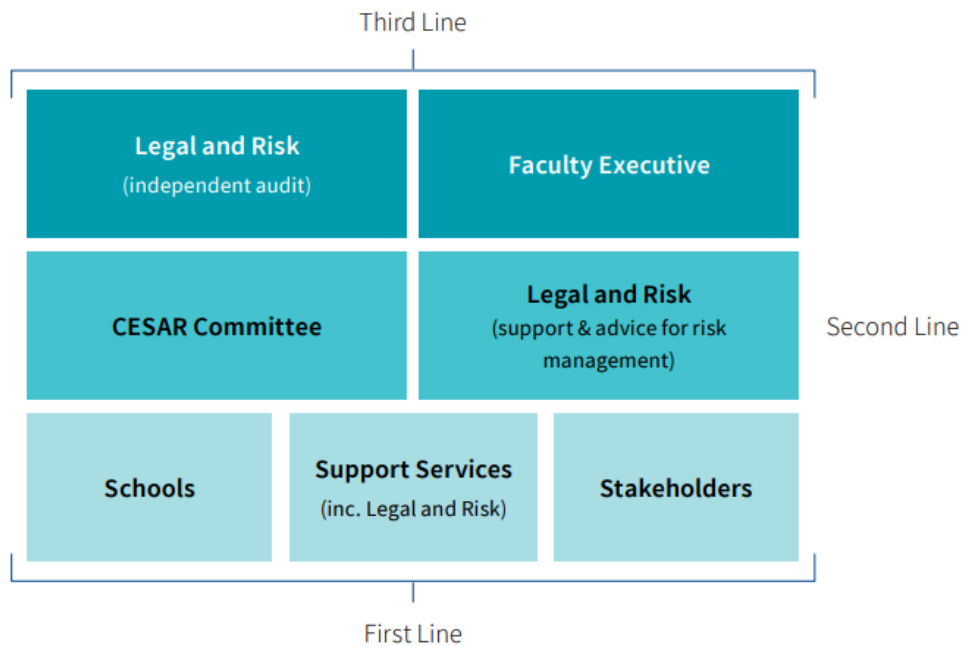 Third Line
Legal and Risk
(independent audit)
Faculty Executive
CESAR Committee
Legal and Risk
(support & advice for risk
management)
Second Line
Schools
Support Services
(inc. Legal and Risk)
Stakeholders
First Line